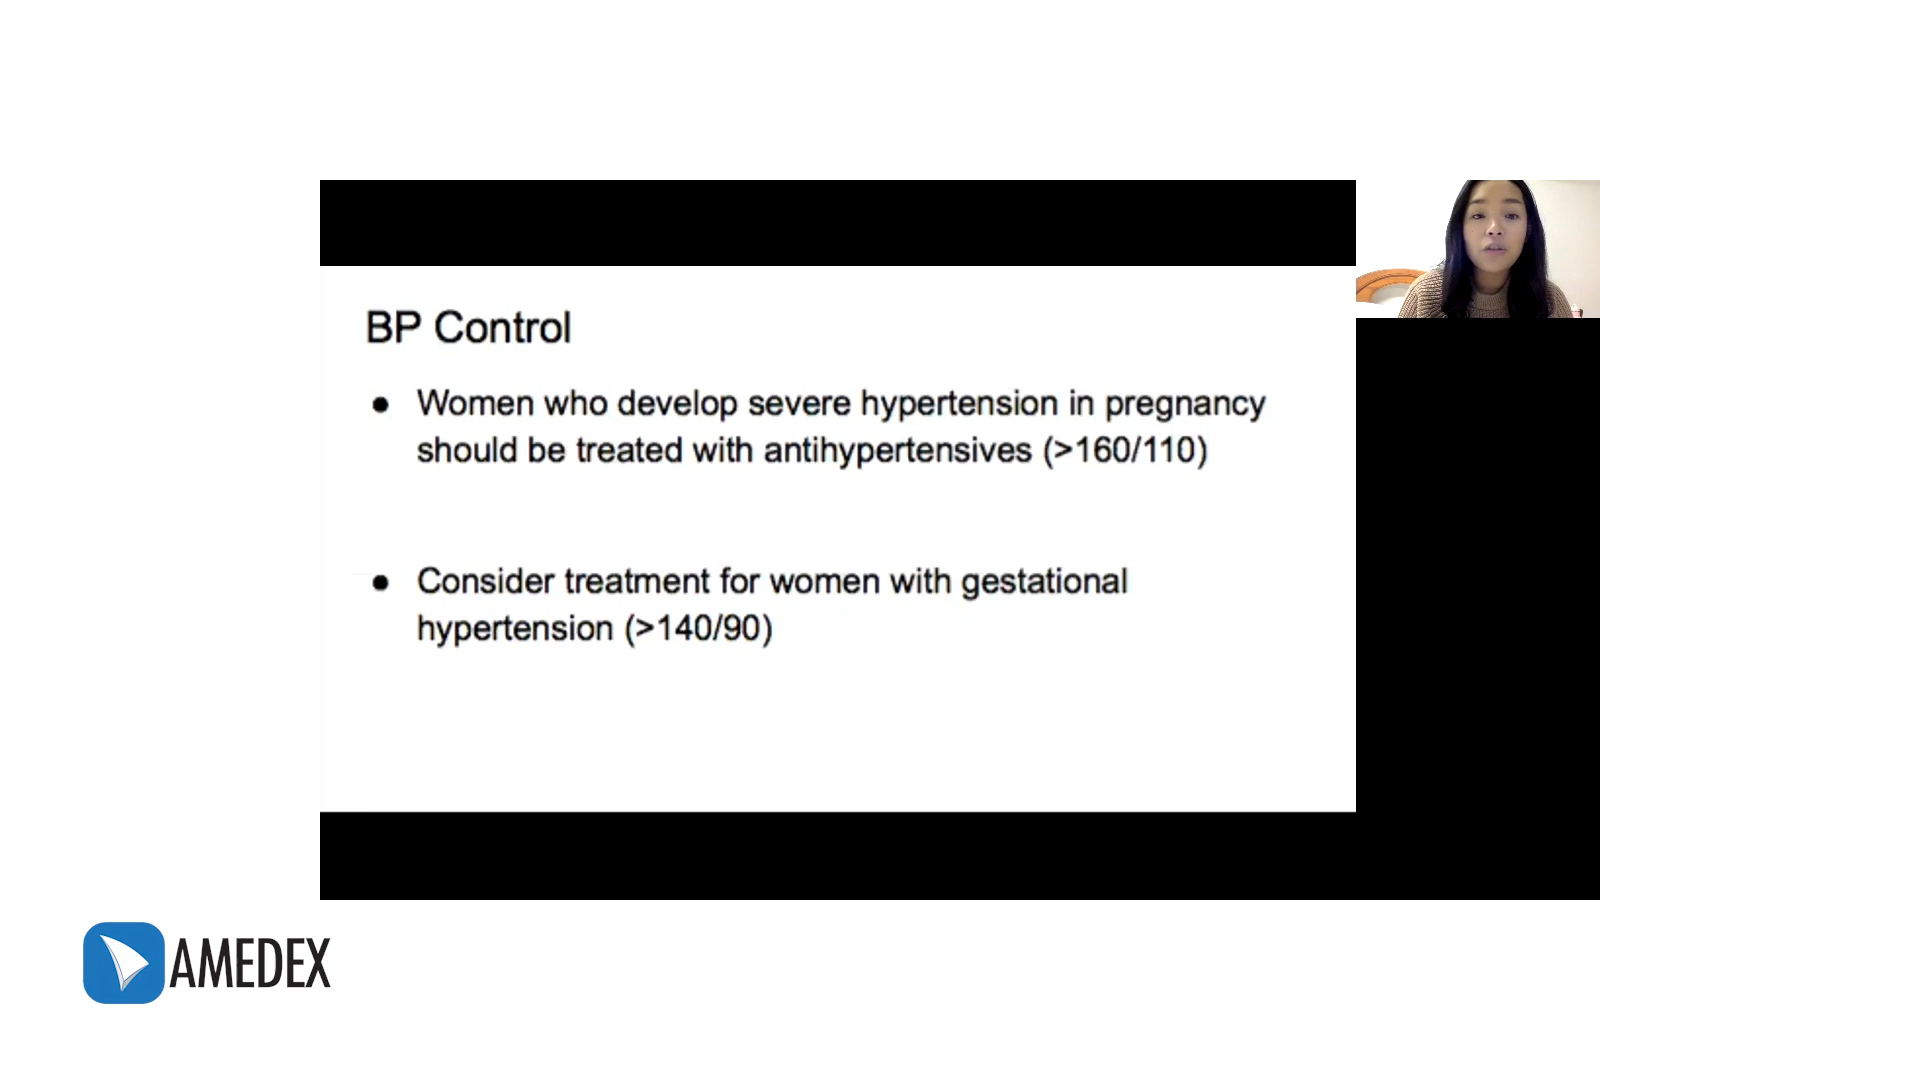 BP Control
● Women who develop severe hypertension in pregnancy
should be treated with antihypertensives (>160/110)
● Consider treatment for women with gestational
hypertension (>140/90)
AMEDEX